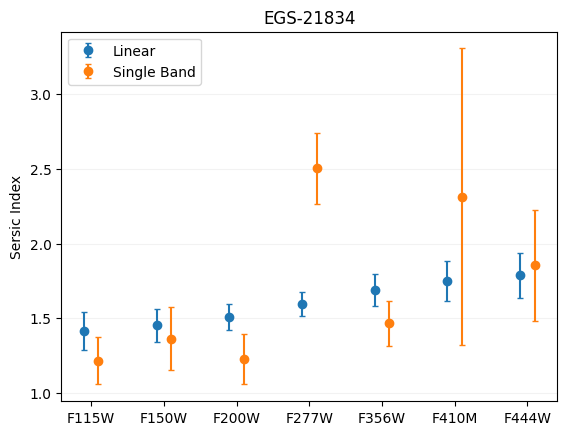 EGS-21834
Linear
Single Band
Sersic Index
3.0
2.5
2.0
1.5
1.0
F115W F150W F200W F277W F356W F410M F444W